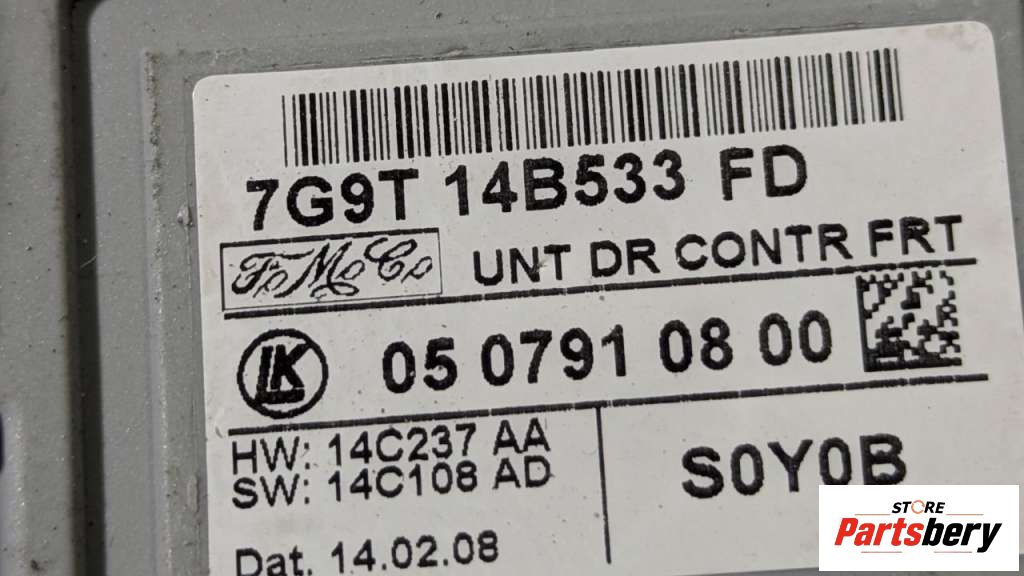 7G9T 14B533 FD
FoMoCo UNT DR CONTR FRT
LK 05 0791 08 00
HW: 14C237 AA
SW: 14C108 AD
S0Y0B
Dat. 14.02.08
STORE
Partsbery